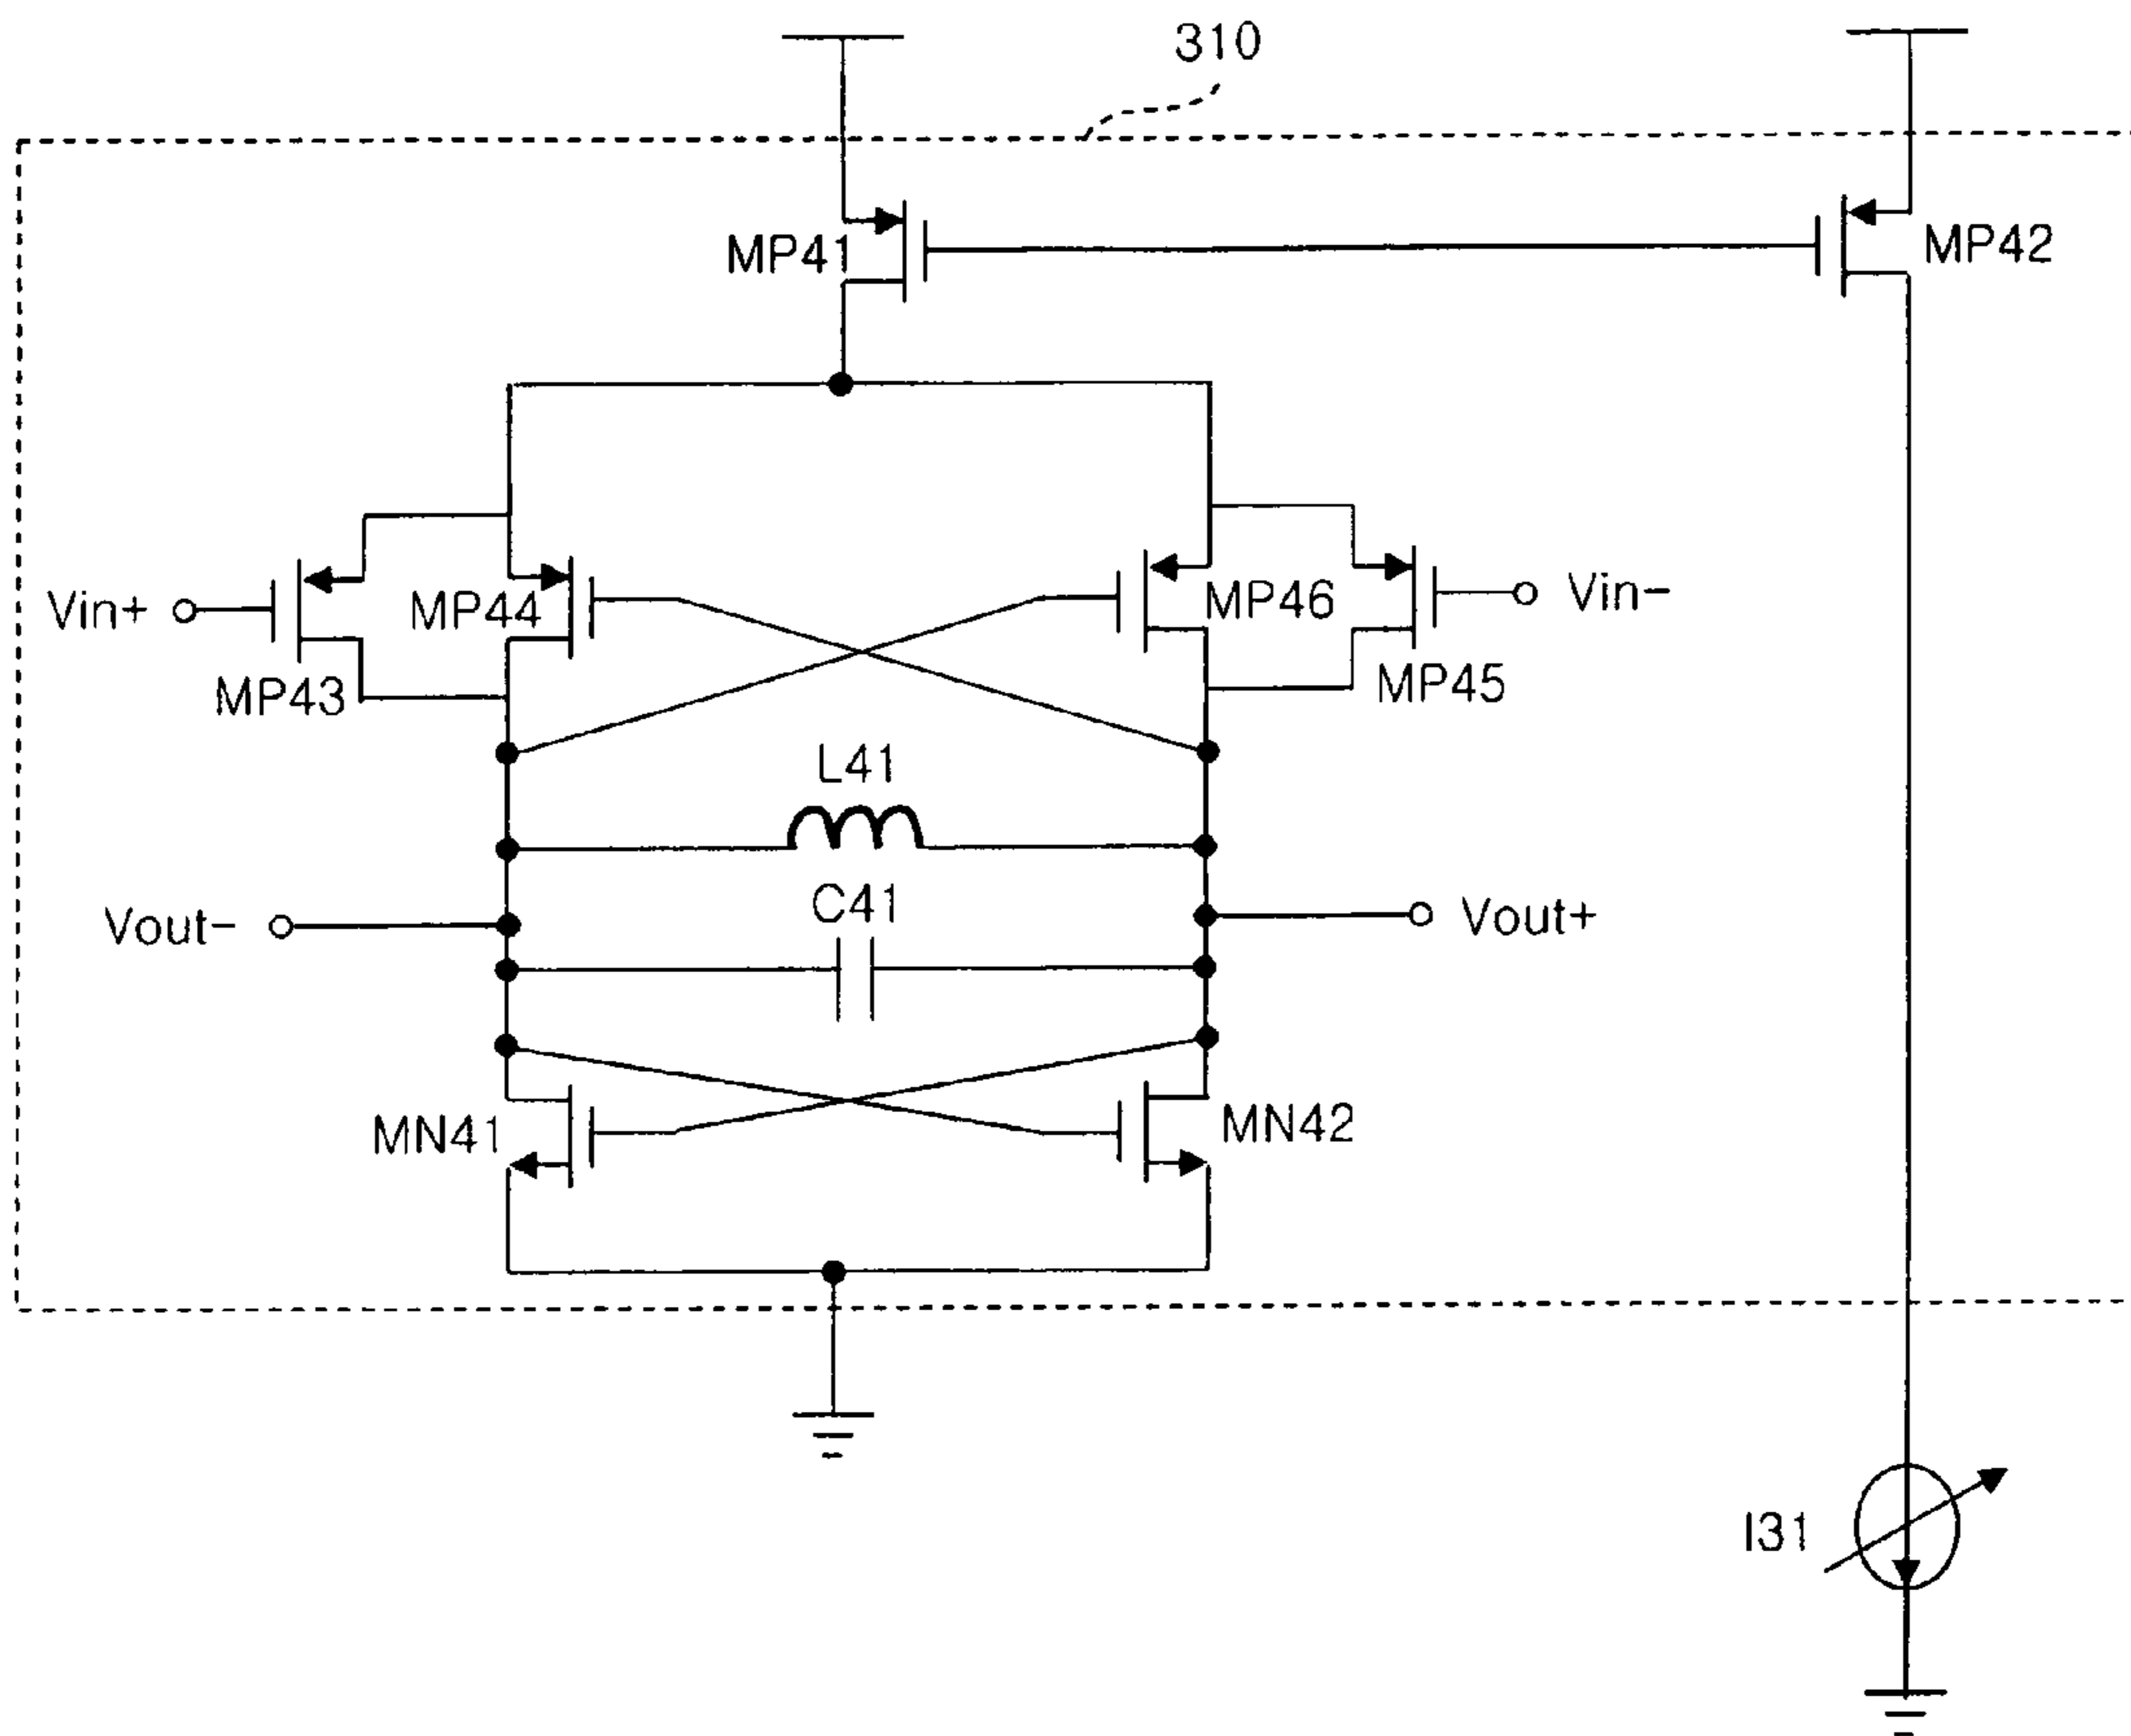 310
MP41
MP42
Vin+
MP44
MP46
Vin-
MP43
MP45
L41
C41
Vout-
Vout+
MN41
MN42
I31